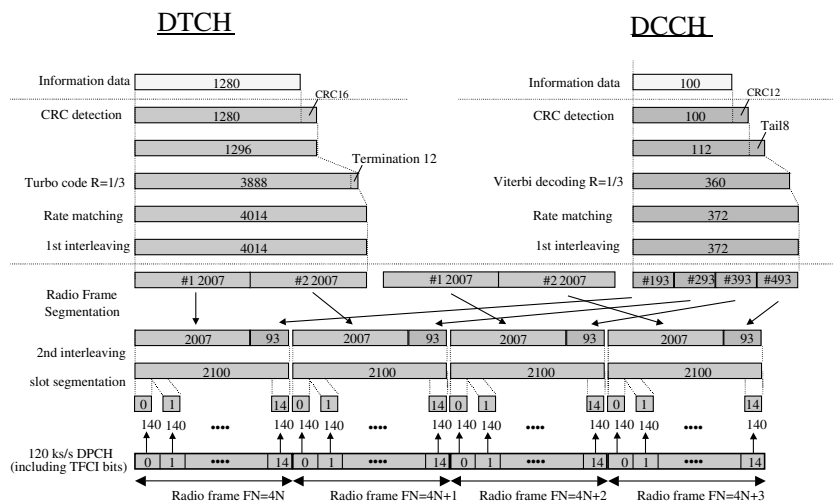 DTCH DCCH
Information data 1280 Information data 100
CRC16 CRC12
CRC detection 1280 CRC detection 100
Tail8
1296 112
Termination 12
Turbo code R=1/3 3888 Viterbi decoding R=1/3 360
Rate matching 4014 Rate matching 372
1st interleaving 4014 1st interleaving 372
#1 2007 #2 2007 #1 2007 #2 2007 #193 #293 #393 #493
Radio Frame
Segmentation
2007 93 2007 93 2007 93 2007 93
2nd interleaving
slot segmentation 2100 2100 2100 2100
0 1 14 0 1 14 0 1 14 0 1 14
140 140 •••• 140 140 140 •••• 140 140 140 •••• 140 140 140 •••• 140
120 ks/s DPCH
(including TFCI bits)
0 1 •••• 14 0 1 •••• 14 0 1 •••• 14 0 1 •••• 14
Radio frame FN=4N Radio frame FN=4N+1 Radio frame FN=4N+2 Radio frame FN=4N+3